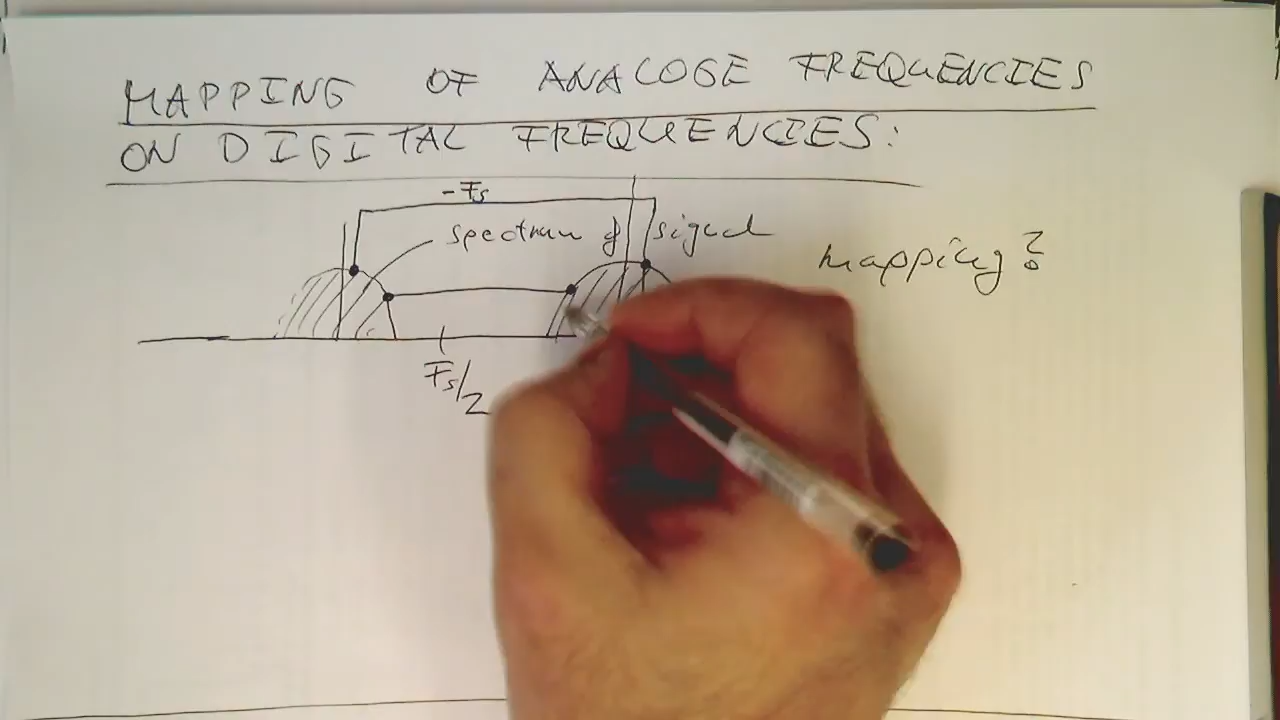 MAPPING OF ANALOGE FREQUENCIES
ON DIGITAL FREQUENCIES:
-Fs
spectrum of signal
mapping?
Fs/2